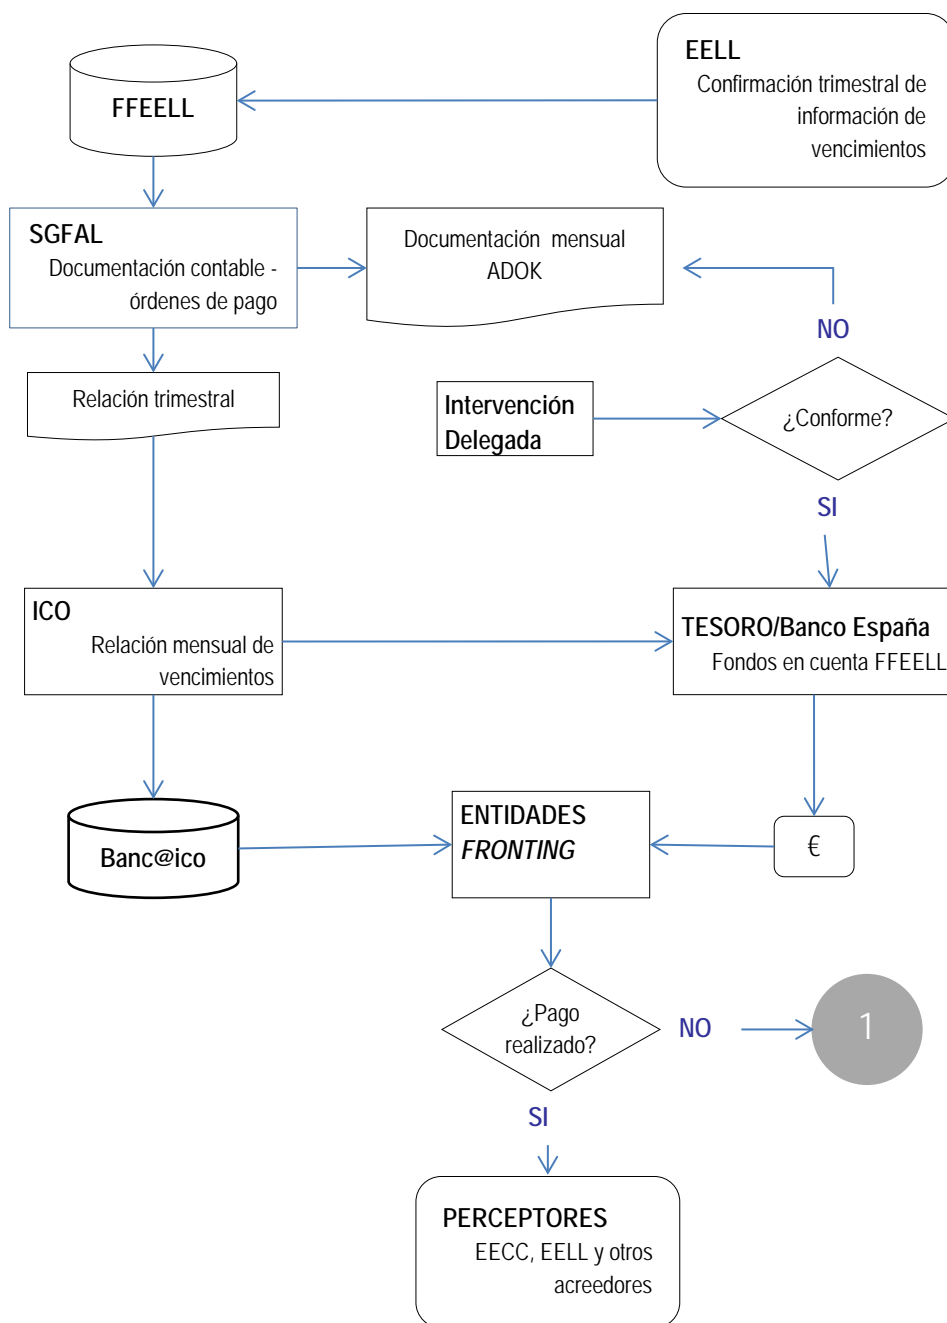 EELL
Confirmación trimestral de
información de
vencimientos
FFEELL
SGFAL
Documentación contable -
órdenes de pago
Documentación mensual
ADOK
NO
Relación trimestral
Intervención
Delegada
¿Conforme?
SI
ICO
Relación mensual de
vencimientos
TESORO/Banco España
Fondos en cuenta FFEELL
Banc@ico
ENTIDADES
FRONTING
€
¿Pago
realizado?
NO
1
SI
PERCEPTORES
EECC, EELL y otros
acreedores